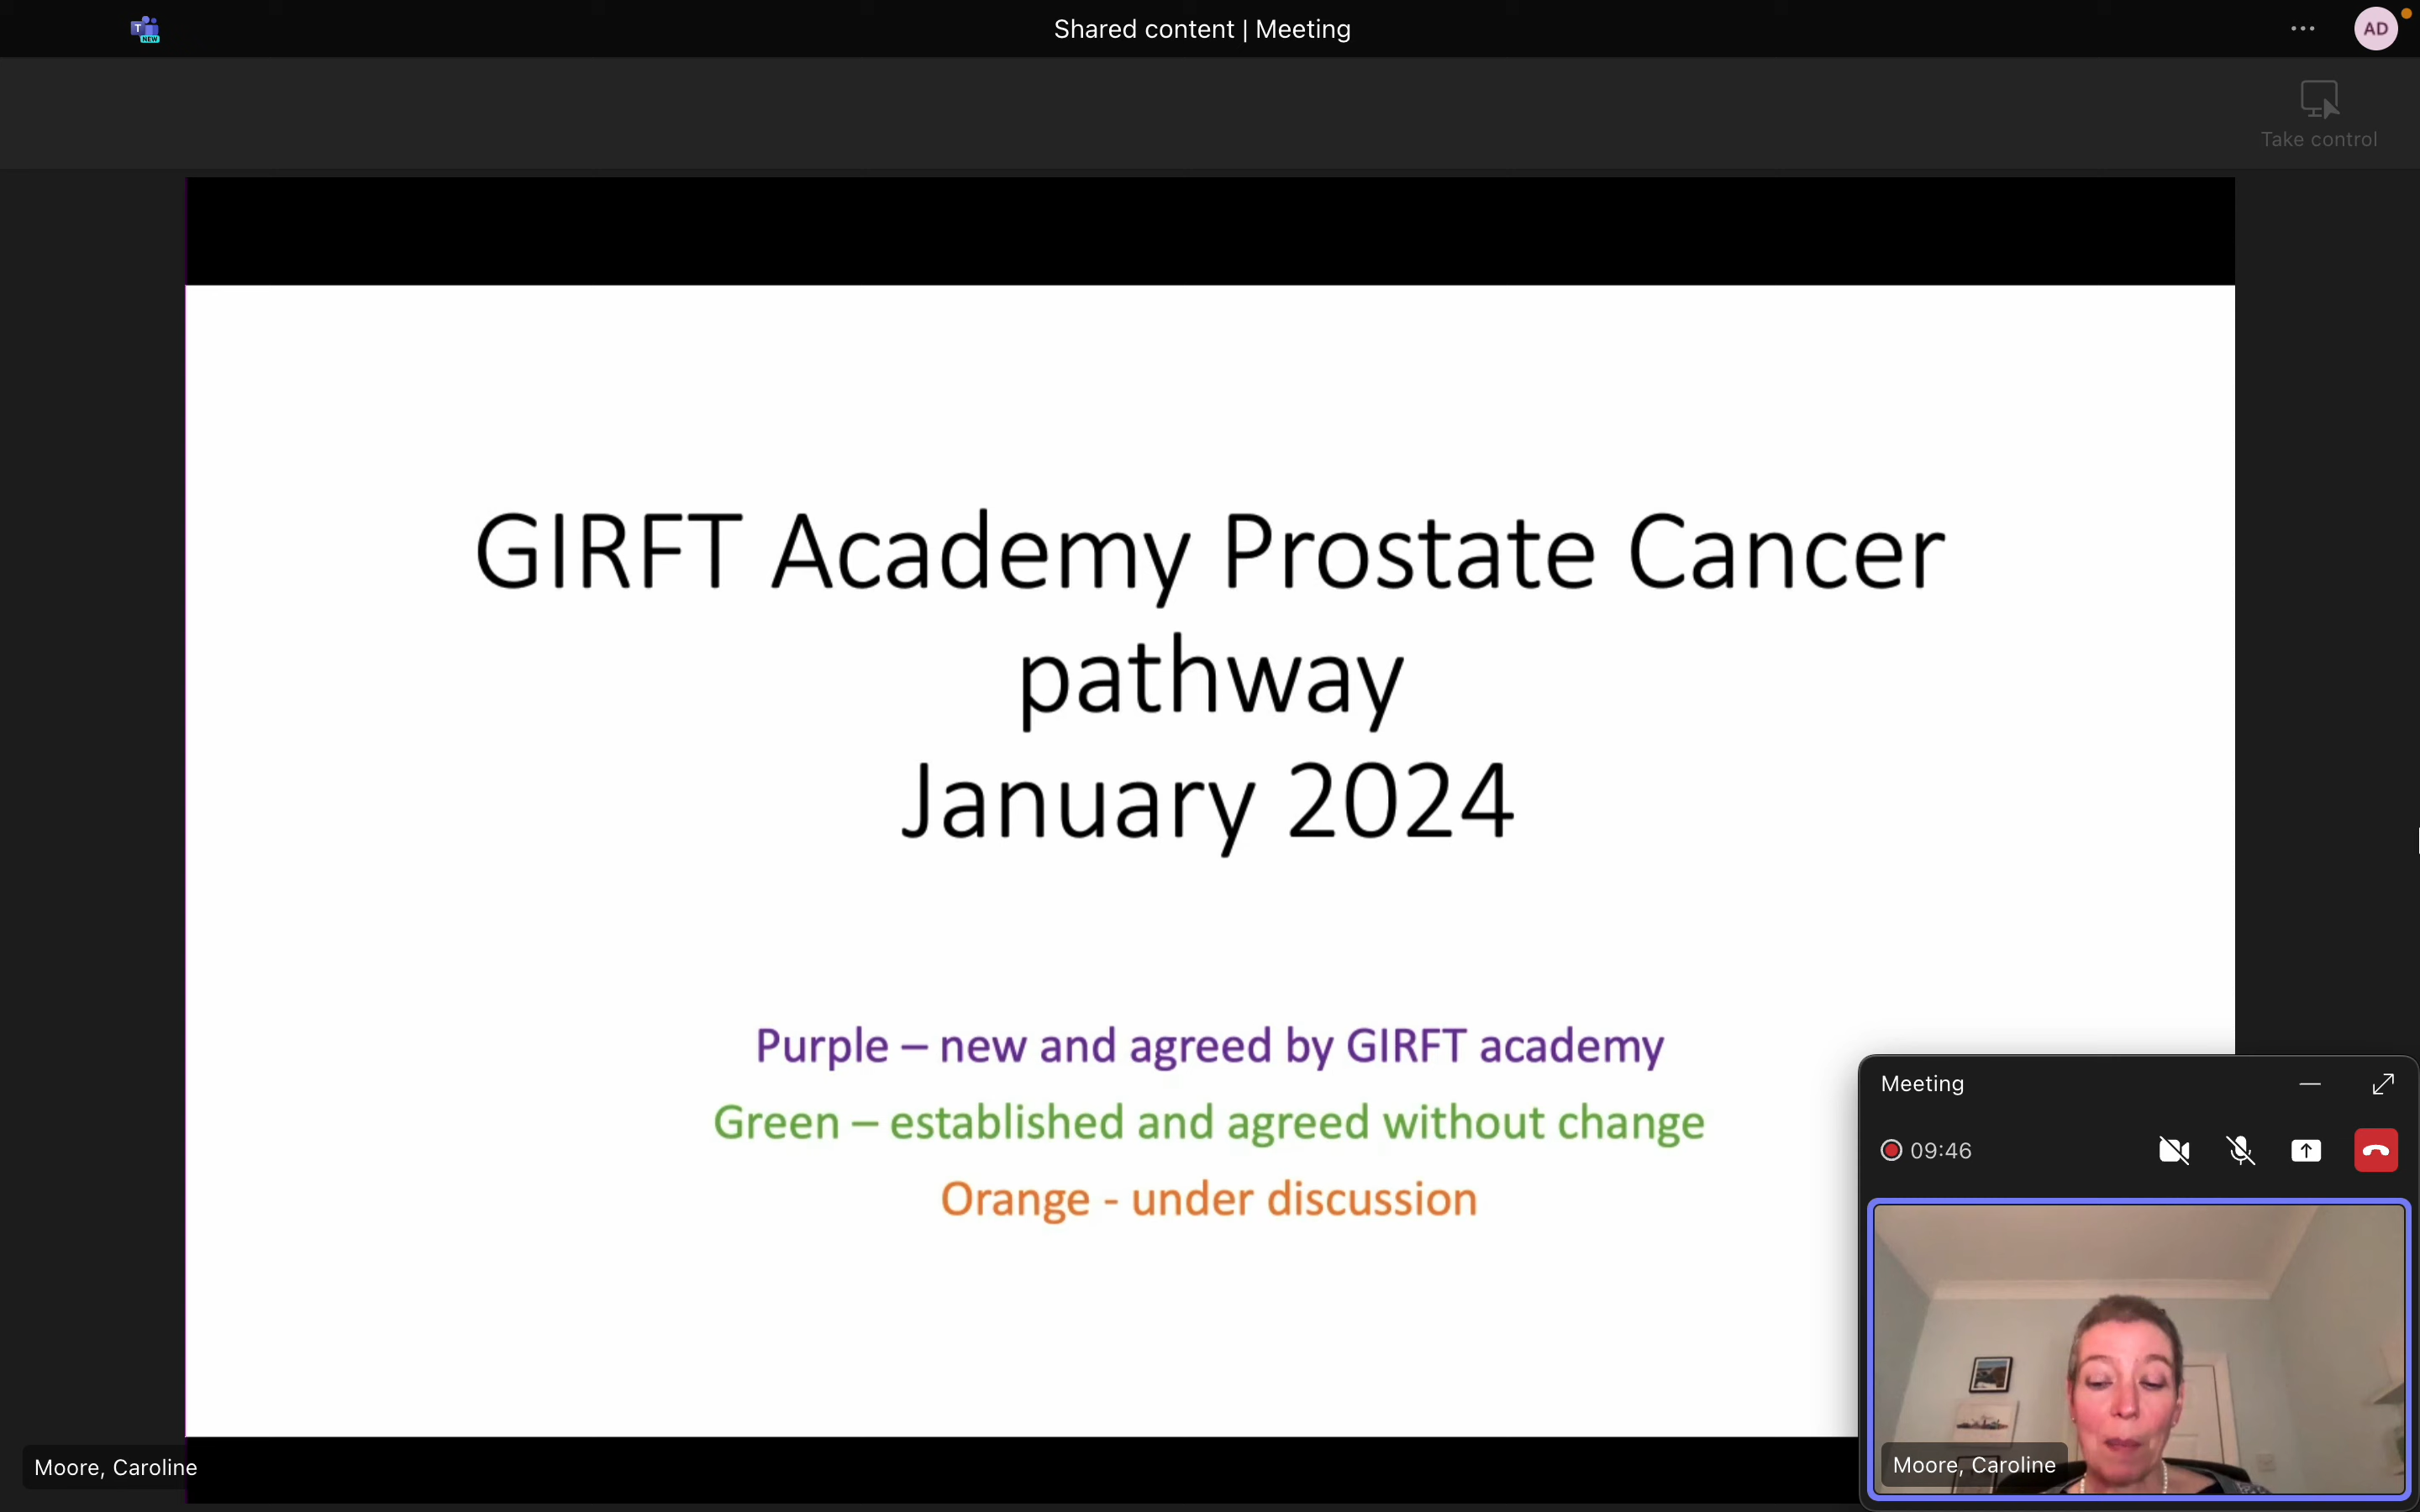 T
NEW
Shared content | Meeting
AD
Take control
GIRFT Academy Prostate Cancer
pathway
January 2024
Purple – new and agreed by GIRFT academy
Green – established and agreed without change
Orange - under discussion
Meeting
09:46
Moore, Caroline
Moore, Caroline